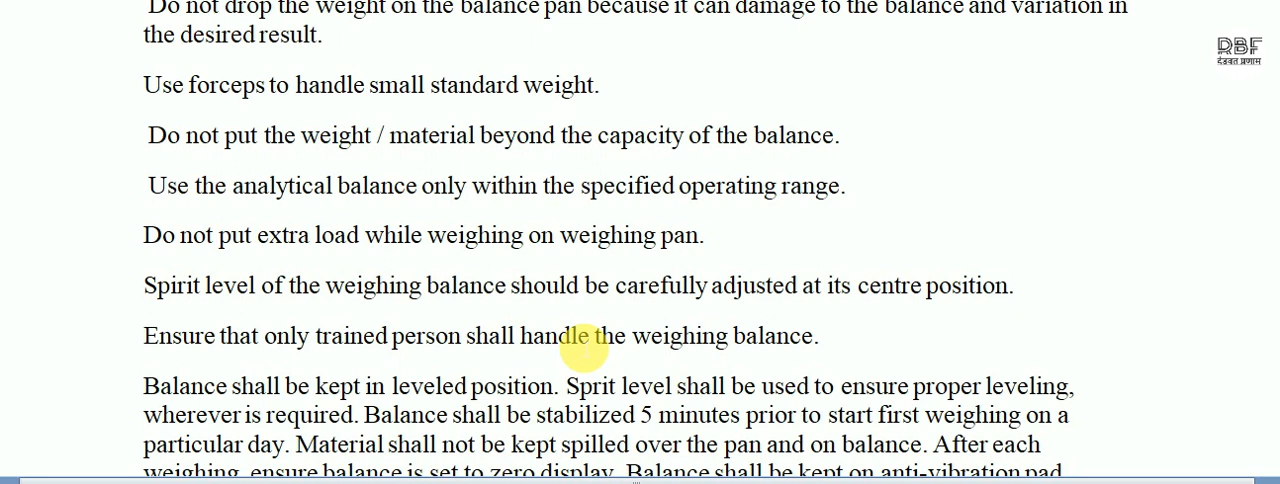 Do not drop the weight on the balance pan because it can damage to the balance and variation in
the desired result.
DBF
दंडवत प्रणाम
Use forceps to handle small standard weight.
Do not put the weight / material beyond the capacity of the balance.
Use the analytical balance only within the specified operating range.
Do not put extra load while weighing on weighing pan.
Spirit level of the weighing balance should be carefully adjusted at its centre position.
Ensure that only trained person shall handle the weighing balance.
Balance shall be kept in leveled position. Sprit level shall be used to ensure proper leveling,
wherever is required. Balance shall be stabilized 5 minutes prior to start first weighing on a
particular day. Material shall not be kept spilled over the pan and on balance. After each
weighing, ensure balance is set to zero display. Balance shall be kept on anti-vibration pad